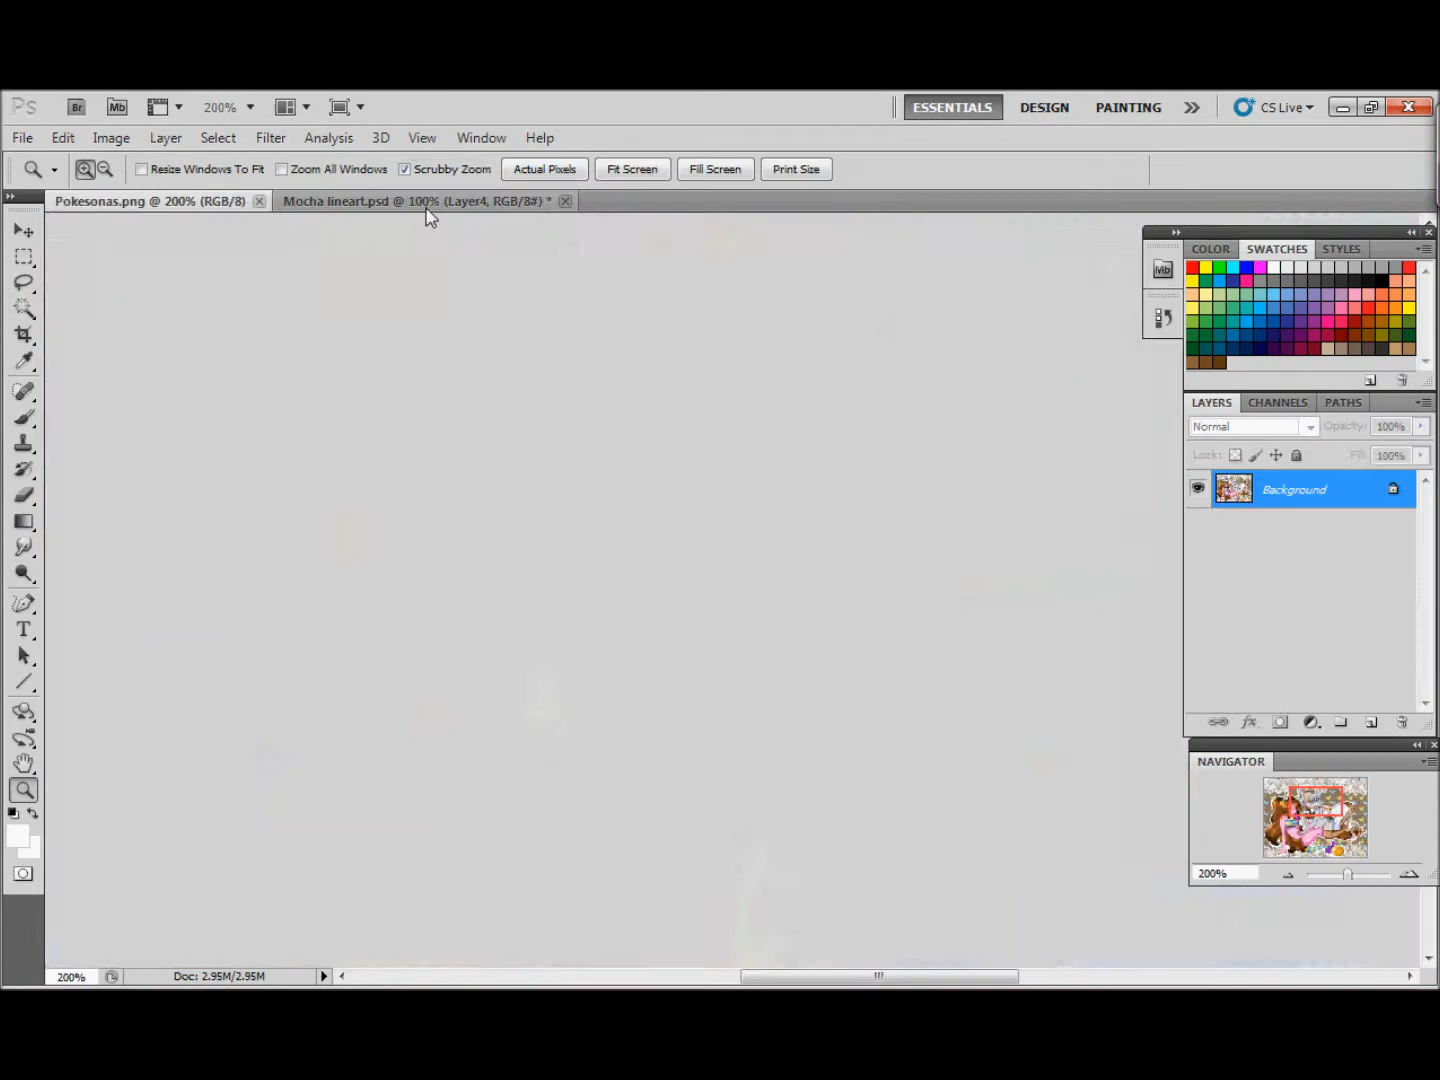 Ps Br Mb 200% ESSENTIALS DESIGN PAINTING CS Live
File Edit Image Layer Select Filter Analysis 3D View Window Help
Resize Windows To Fit Zoom All Windows Scrubby Zoom Actual Pixels Fit Screen Fill Screen Print Size
Pokesonas.png @ 200% (RGB/8) Mocha lineart.psd @ 100% (Layer4, RGB/8#) *
COLOR SWATCHES STYLES
Mb
LAYERS CHANNELS PATHS
Normal Opacity: 100%
Lock: Fill: 100%
Background
T
NAVIGATOR
200%
200% Doc: 2.95M/2.95M